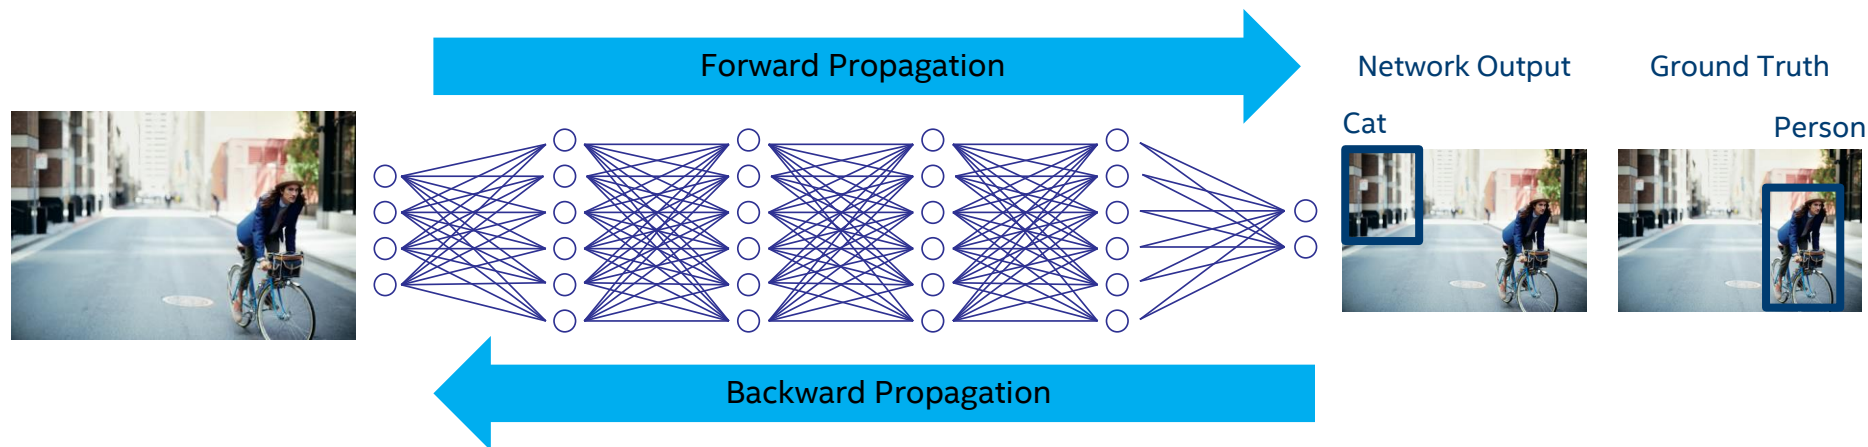 Forward Propagation
Network Output
Ground Truth
Cat
Person
Backward Propagation